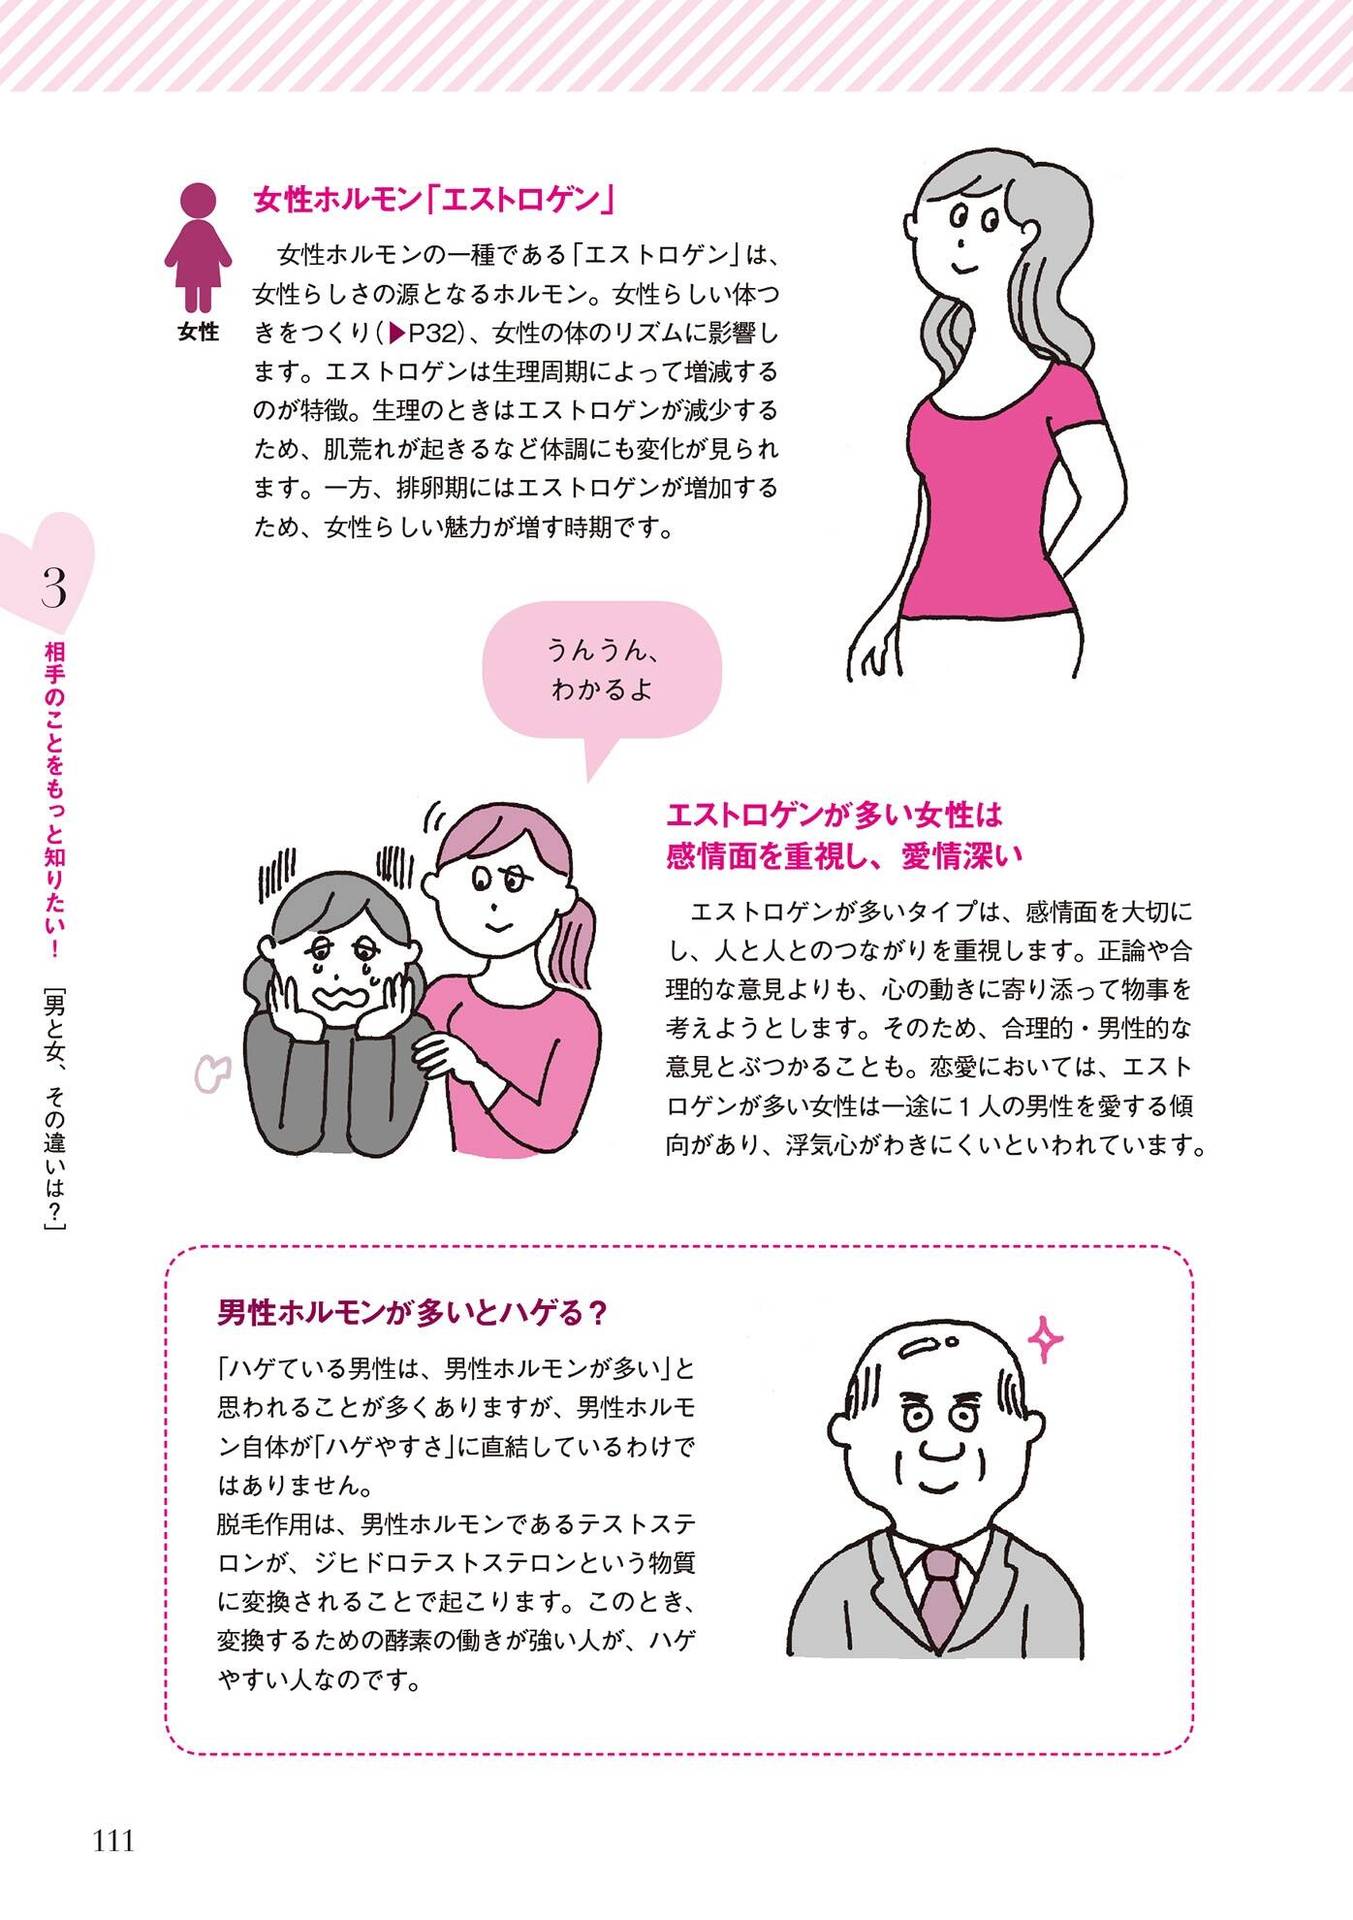 女性ホルモン「エストロゲン」
女性
女性ホルモンの一種である「エストロゲン」は、
女性らしさの源となるホルモン。女性らしい体つ
きをつくり(▶P32)、女性の体のリズムに影響し
ます。エストロゲンは生理周期によって増減する
のが特徴。生理のときはエストロゲンが減少する
ため、肌荒れが起きるなど体調にも変化が見られ
ます。一方、排卵期にはエストロゲンが増加する
ため、女性らしい魅力が増す時期です。
うんうん、
わかるよ
エストロゲンが多い女性は
感情面を重視し、愛情深い
エストロゲンが多いタイプは、感情面を大切に
し、人と人とのつながりを重視します。正論や合
理的な意見よりも、心の動きに寄り添って物事を
考えようとします。そのため、合理的・男性的な
意見とぶつかることも。恋愛においては、エスト
ロゲンが多い女性は一途に1人の男性を愛する傾
向があり、浮気心がわきにくいといわれています。
男性ホルモンが多いとハゲる？
「ハゲている男性は、男性ホルモンが多い」と
思われることが多くありますが、男性ホルモ
ン自体が「ハゲやすさ」に直結しているわけで
はありません。
脱毛作用は、男性ホルモンであるテストステ
ロンが、ジヒドロテストステロンという物質
に変換されることで起こります。このとき、
変換するための酵素の働きが強い人が、ハゲ
やすい人なのです。
3
相手のことをもっと知りたい！ [男と女、その違いは？]
111